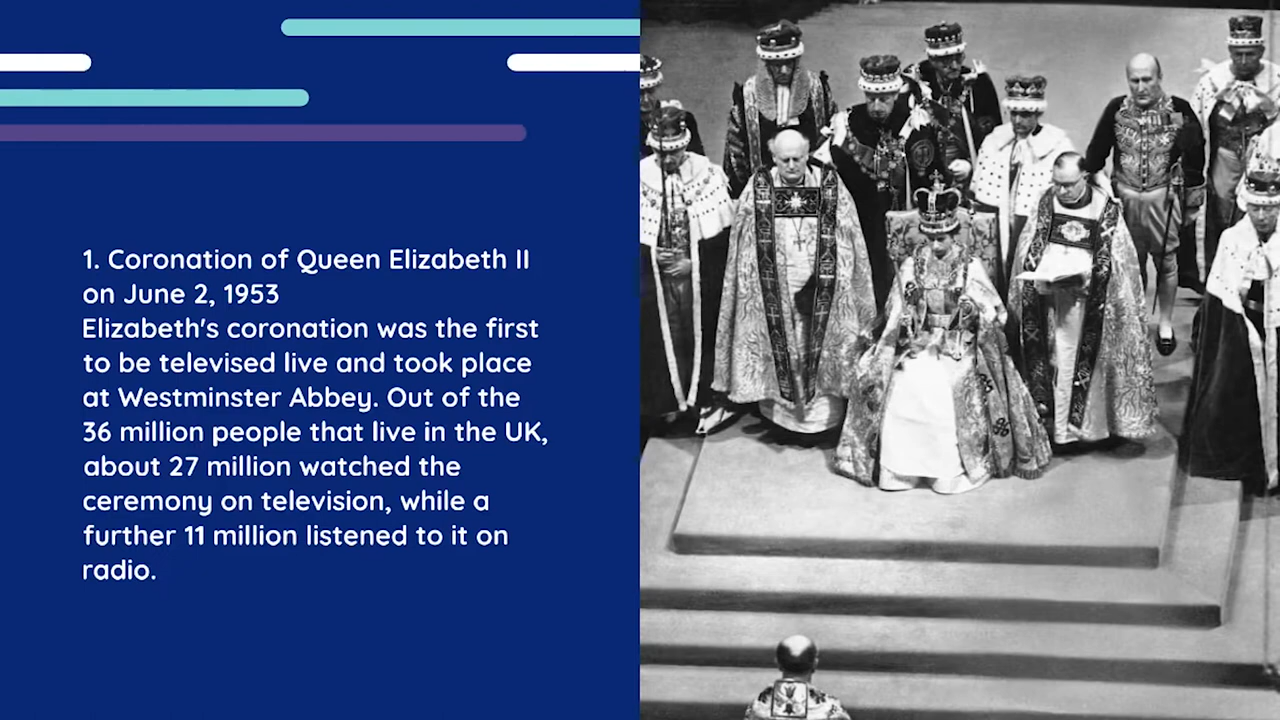 1. Coronation of Queen Elizabeth II
on June 2, 1953
Elizabeth's coronation was the first
to be televised live and took place
at Westminster Abbey. Out of the
36 million people that live in the UK,
about 27 million watched the
ceremony on television, while a
further 11 million listened to it on
radio.